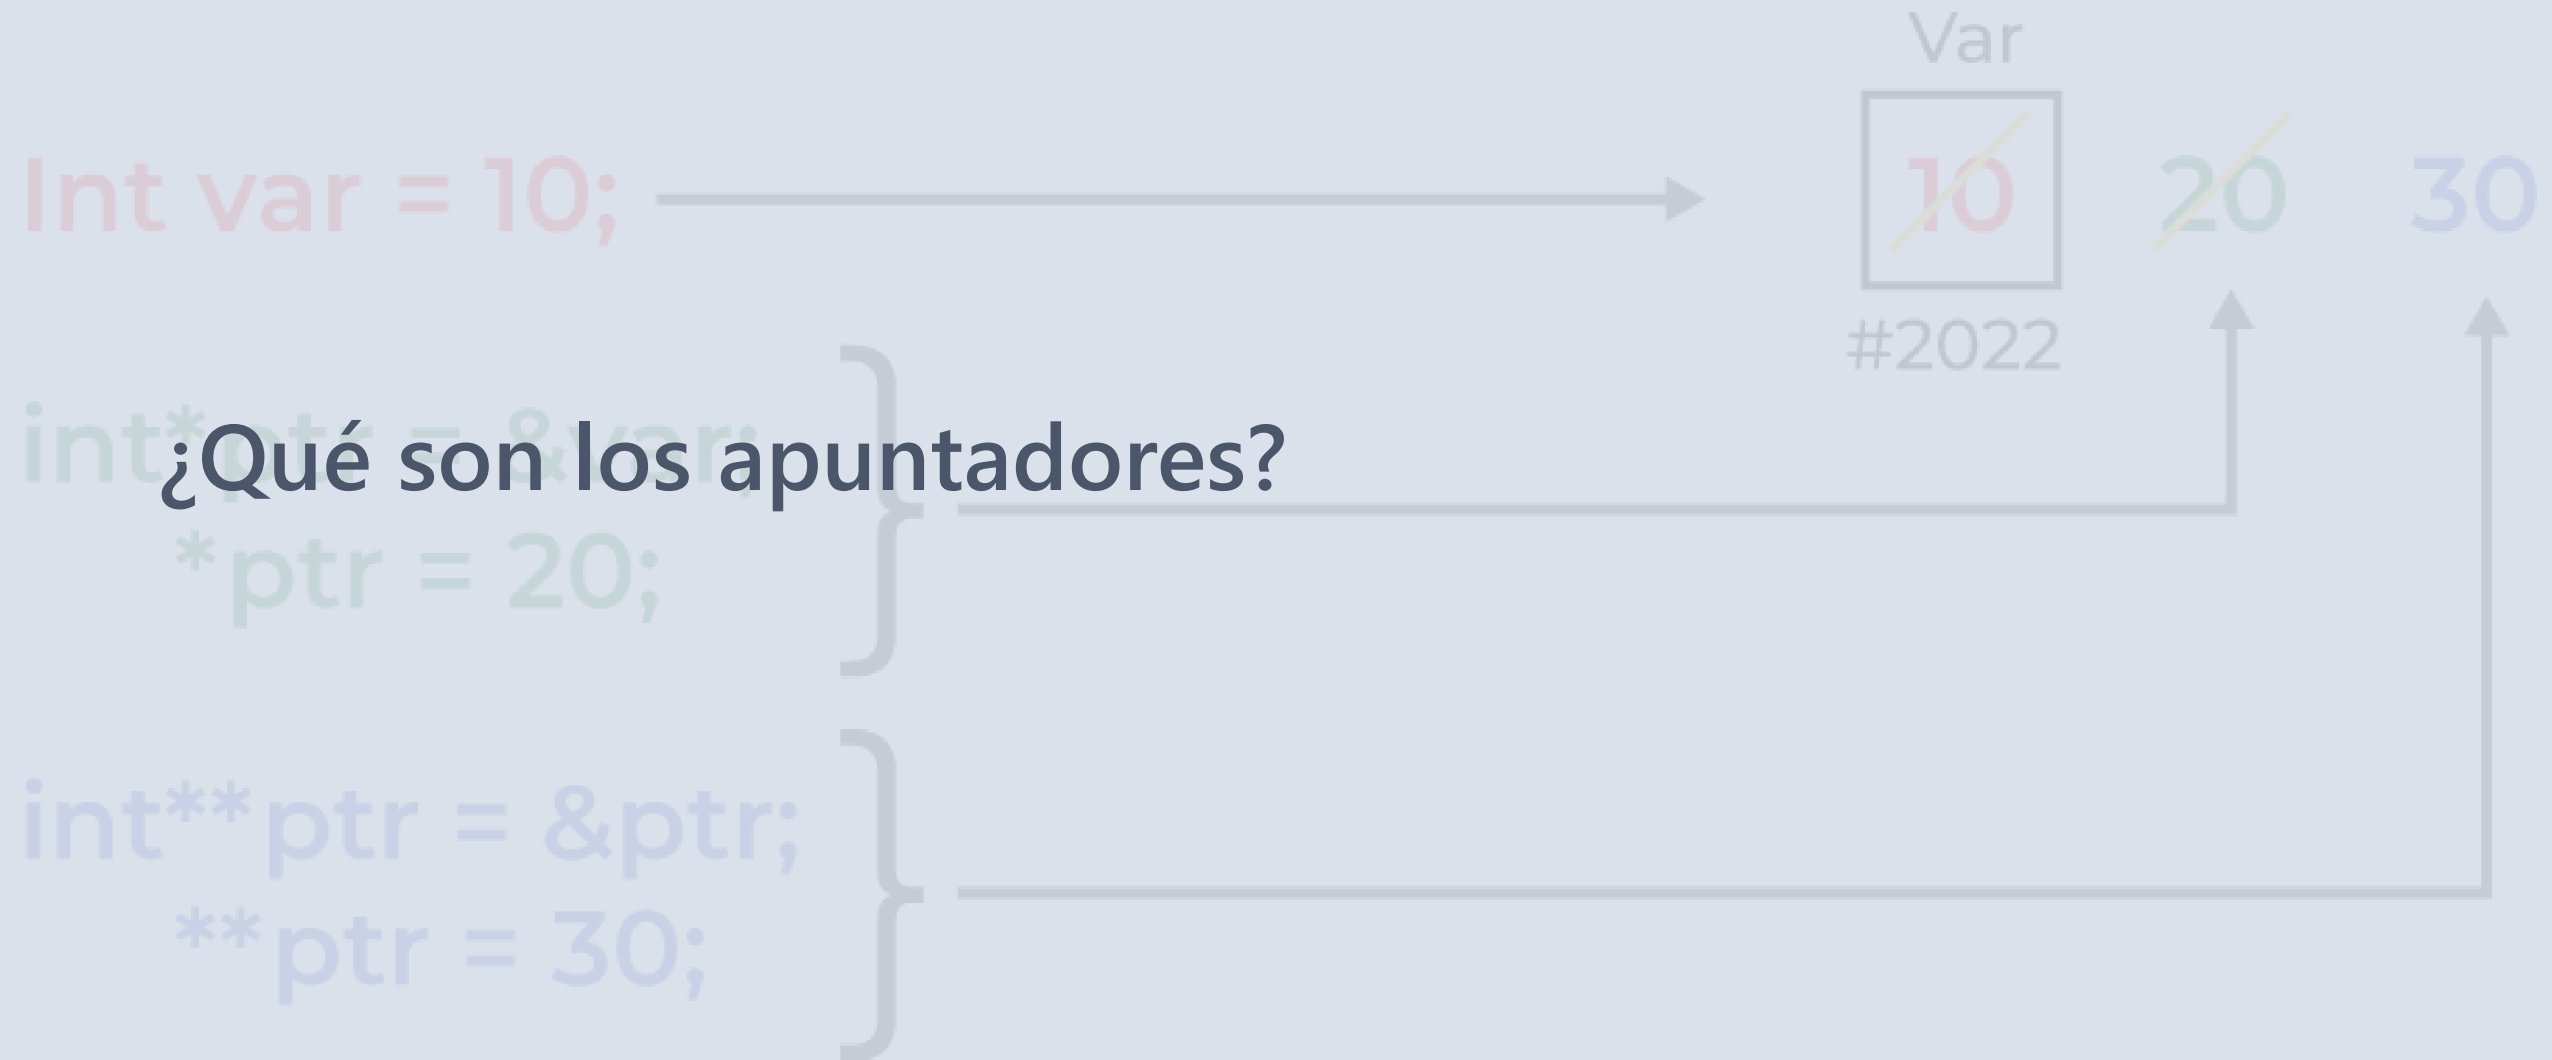 Var
Int var = 10;
10 20 30
#2022
int*ptr = &var;
¿Qué son los apuntadores?
*ptr = 20;
int**ptr = &ptr;
**ptr = 30;